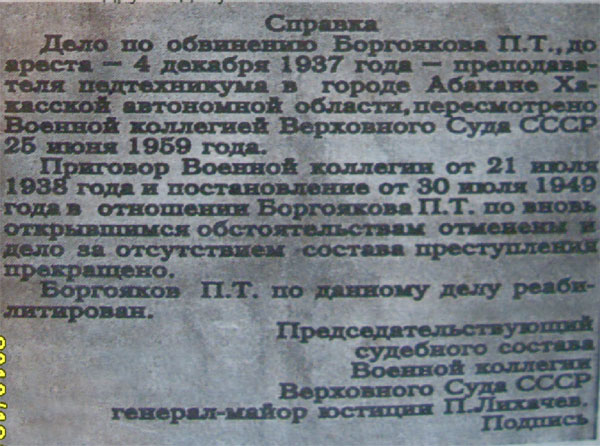 Справка
Дело по обвинению Боргоякова П.Т., до
ареста — 4 декабря 1937 года — преподава-
теля педтехникума в городе Абакане Ха-
касской автономной области, пересмотрено
Военной коллегией Верховного Суда СССР
25 июня 1959 года.
Приговор Военной коллегии от 21 июля
1938 года и постановление от 30 июля 1949
года в отношении Боргоякова П.Т. по вновь
открывшимся обстоятельствам отменены и
дело за отсутствием состава преступления
прекращено.
Боргояков П.Т. по данному делу реаби-
литирован.
Председательствующий
судебного состава
Военной коллегии
Верховного Суда СССР
генерал-майор юстиции П.Лихачев.
Подпись